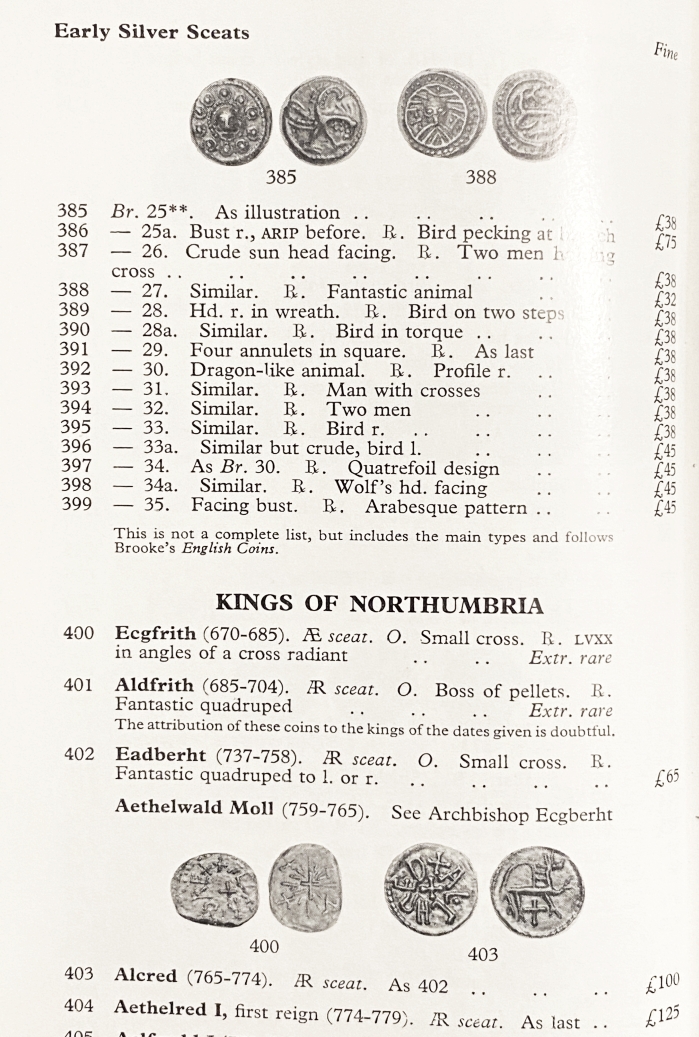 Early Silver Sceats
Fine
385 388
385 Br. 25**. As illustration .. .. .. .. .. £38
386 — 25a. Bust r., ARIP before. R. Bird pecking at £75
387 — 26. Crude sun head facing. R. Two men
cross .. .. .. .. .. .. .. .. £38
388 — 27. Similar. R. Fantastic animal .. .. £32
389 — 28. Hd. r. in wreath. R. Bird on two steps £38
390 — 28a. Similar. R. Bird in torque .. .. .. £38
391 — 29. Four annulets in square. R. As last .. £38
392 — 30. Dragon-like animal. R. Profile r. .. .. £38
393 — 31. Similar. R. Man with crosses .. .. £38
394 — 32. Similar. R. Two men .. .. .. £38
395 — 33. Similar. R. Bird r. .. .. .. .. £38
396 — 33a. Similar but crude, bird l. .. .. .. £45
397 — 34. As Br. 30. R. Quatrefoil design .. .. £45
398 — 34a. Similar. R. Wolf's hd. facing .. .. £45
399 — 35. Facing bust. R. Arabesque pattern .. .. £45
This is not a complete list, but includes the main types and follows
Brooke's English Coins.
KINGS OF NORTHUMBRIA
400 Ecgfrith (670-685). Æ sceat. O. Small cross. R. LVXX
in angles of a cross radiant .. .. Extr. rare
401 Aldfrith (685-704). AR sceat. O. Boss of pellets. R.
Fantastic quadruped .. .. .. Extr. rare
The attribution of these coins to the kings of the dates given is doubtful.
402 Eadberht (737-758). AR sceat. O. Small cross. R.
Fantastic quadruped to l. or r. .. .. .. .. £65
Aethelwald Moll (759-765). See Archbishop Ecgberht
400 403
403 Alcred (765-774). AR sceat. As 402 .. .. .. £100
404 Aethelred I, first reign (774-779). AR sceat. As last .. £125